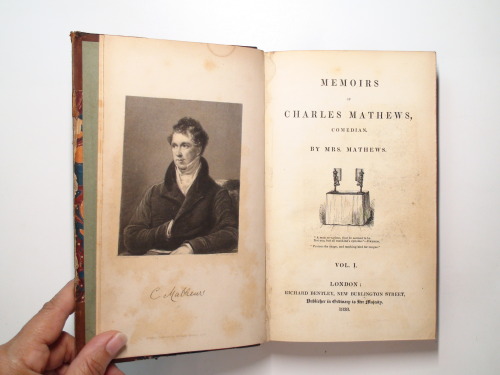 C. Mathews
MEMOIRS
OF
CHARLES MATHEWS,
COMEDIAN.
BY MRS. MATHEWS.
VOL. I.
LONDON:
RICHARD BENTLEY, NEW BURLINGTON STREET,
Publisher in Ordinary to Her Majesty.
1838.